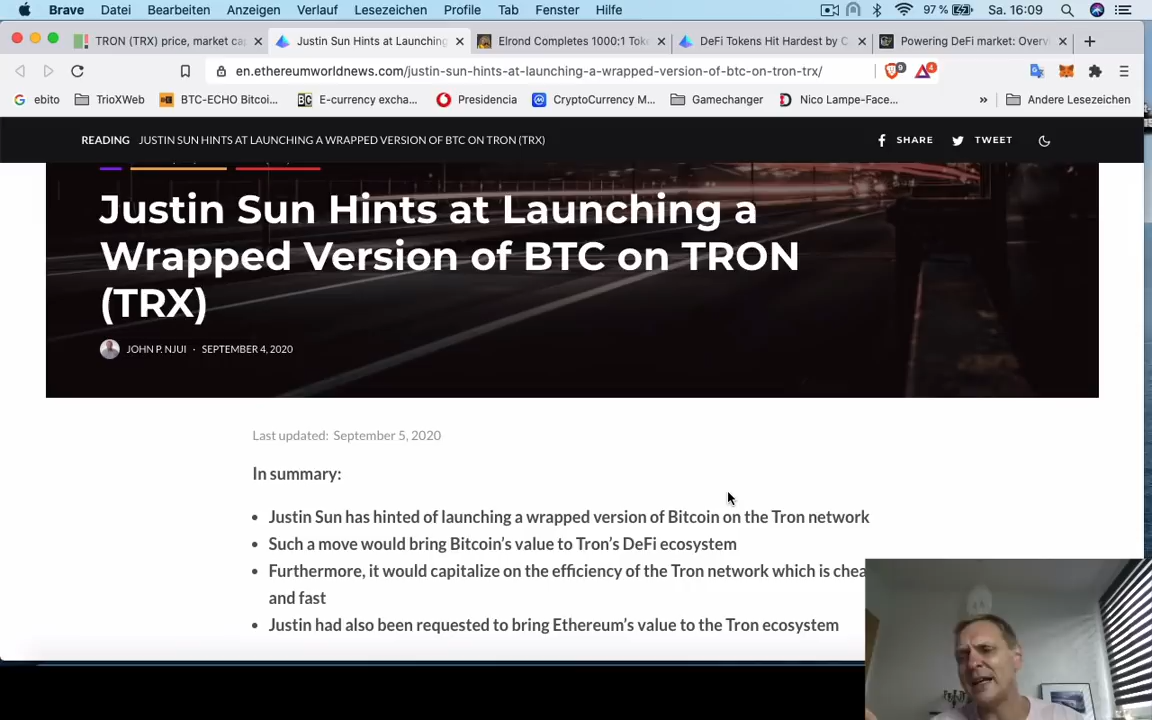 Brave Datei Bearbeiten Anzeigen Verlauf Lesezeichen Profile Tab Fenster Hilfe 97 % Sa. 16:09
TRON (TRX) price, market ca Justin Sun Hints at Launching Elrond Completes 1000:1 Toke DeFi Tokens Hit Hardest by C Powering DeFi market: Overvi
en.ethereumworldnews.com/justin-sun-hints-at-launching-a-wrapped-version-of-btc-on-tron-trx/ 9 4
ebito TrioXWeb BTC-ECHO Bitcoi... E-currency excha... Presidencia CryptoCurrency M... Gamechanger Nico Lampe-Face... » Andere Lesezeichen
READING JUSTIN SUN HINTS AT LAUNCHING A WRAPPED VERSION OF BTC ON TRON (TRX) SHARE TWEET
Justin Sun Hints at Launching a
Wrapped Version of BTC on TRON
(TRX)
JOHN P. NJUI · SEPTEMBER 4, 2020
Last updated: September 5, 2020
In summary:
• Justin Sun has hinted of launching a wrapped version of Bitcoin on the Tron network
• Such a move would bring Bitcoin's value to Tron's DeFi ecosystem
• Furthermore, it would capitalize on the efficiency of the Tron network which is chea
and fast
• Justin had also been requested to bring Ethereum's value to the Tron ecosystem